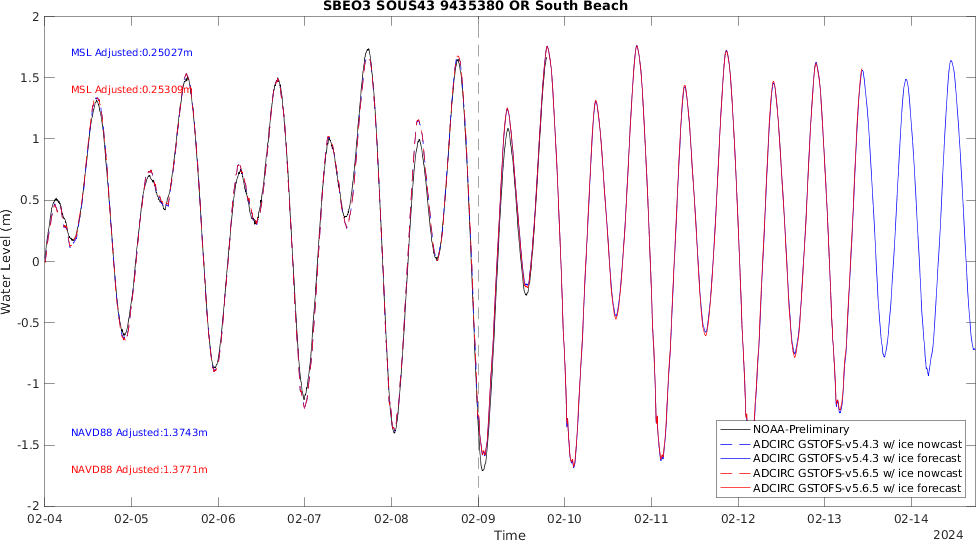 SBEO3 SOUS43 9435380 OR South Beach
2
1.5
1
0.5
0
-0.5
-1
-1.5
-2
Water Level (m)
MSL Adjusted:0.25027m
MSL Adjusted:0.25309m
NAVD88 Adjusted:1.3743m
NAVD88 Adjusted:1.3771m
NOAA-Preliminary
ADCIRC GSTOFS-v5.4.3 w/ ice nowcast
ADCIRC GSTOFS-v5.4.3 w/ ice forecast
ADCIRC GSTOFS-v5.6.5 w/ ice nowcast
ADCIRC GSTOFS-v5.6.5 w/ ice forecast
02-04 02-05 02-06 02-07 02-08 02-09 02-10 02-11 02-12 02-13 02-14
Time
2024